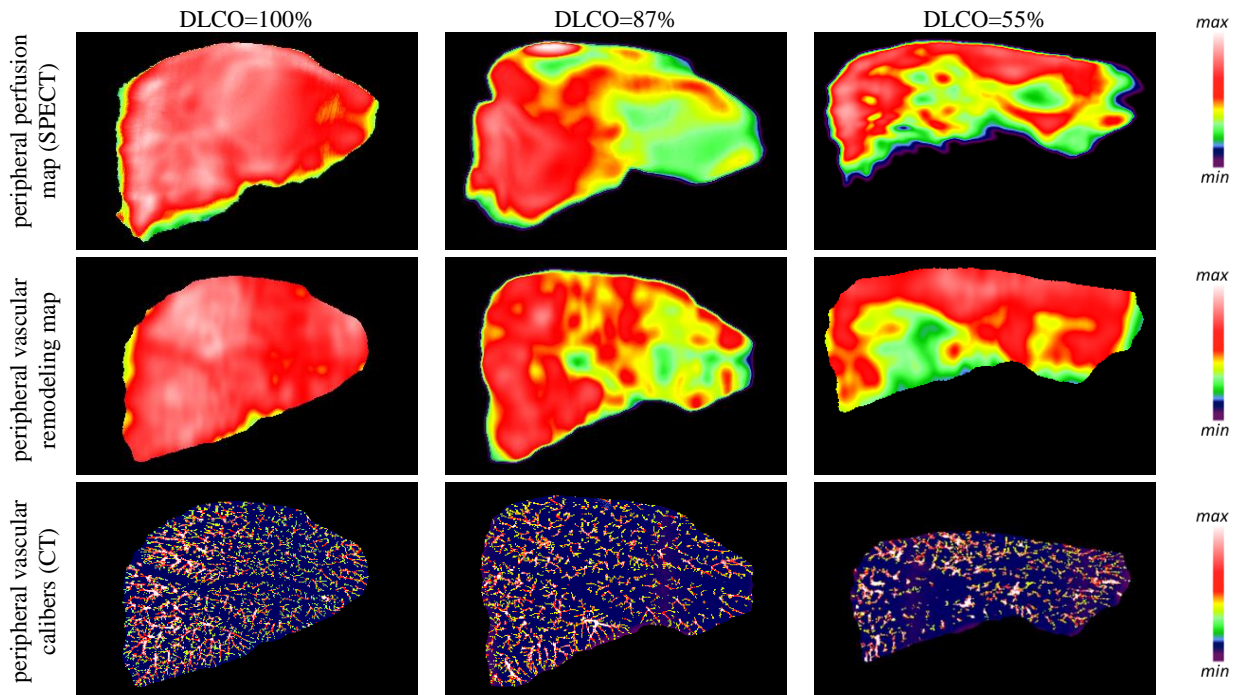 DLCO=100%
DLCO=87%
DLCO=55%
peripheral perfusion
map (SPECT)
max
min
peripheral vascular
remodeling map
max
min
peripheral vascular
calibers (CT)
max
min